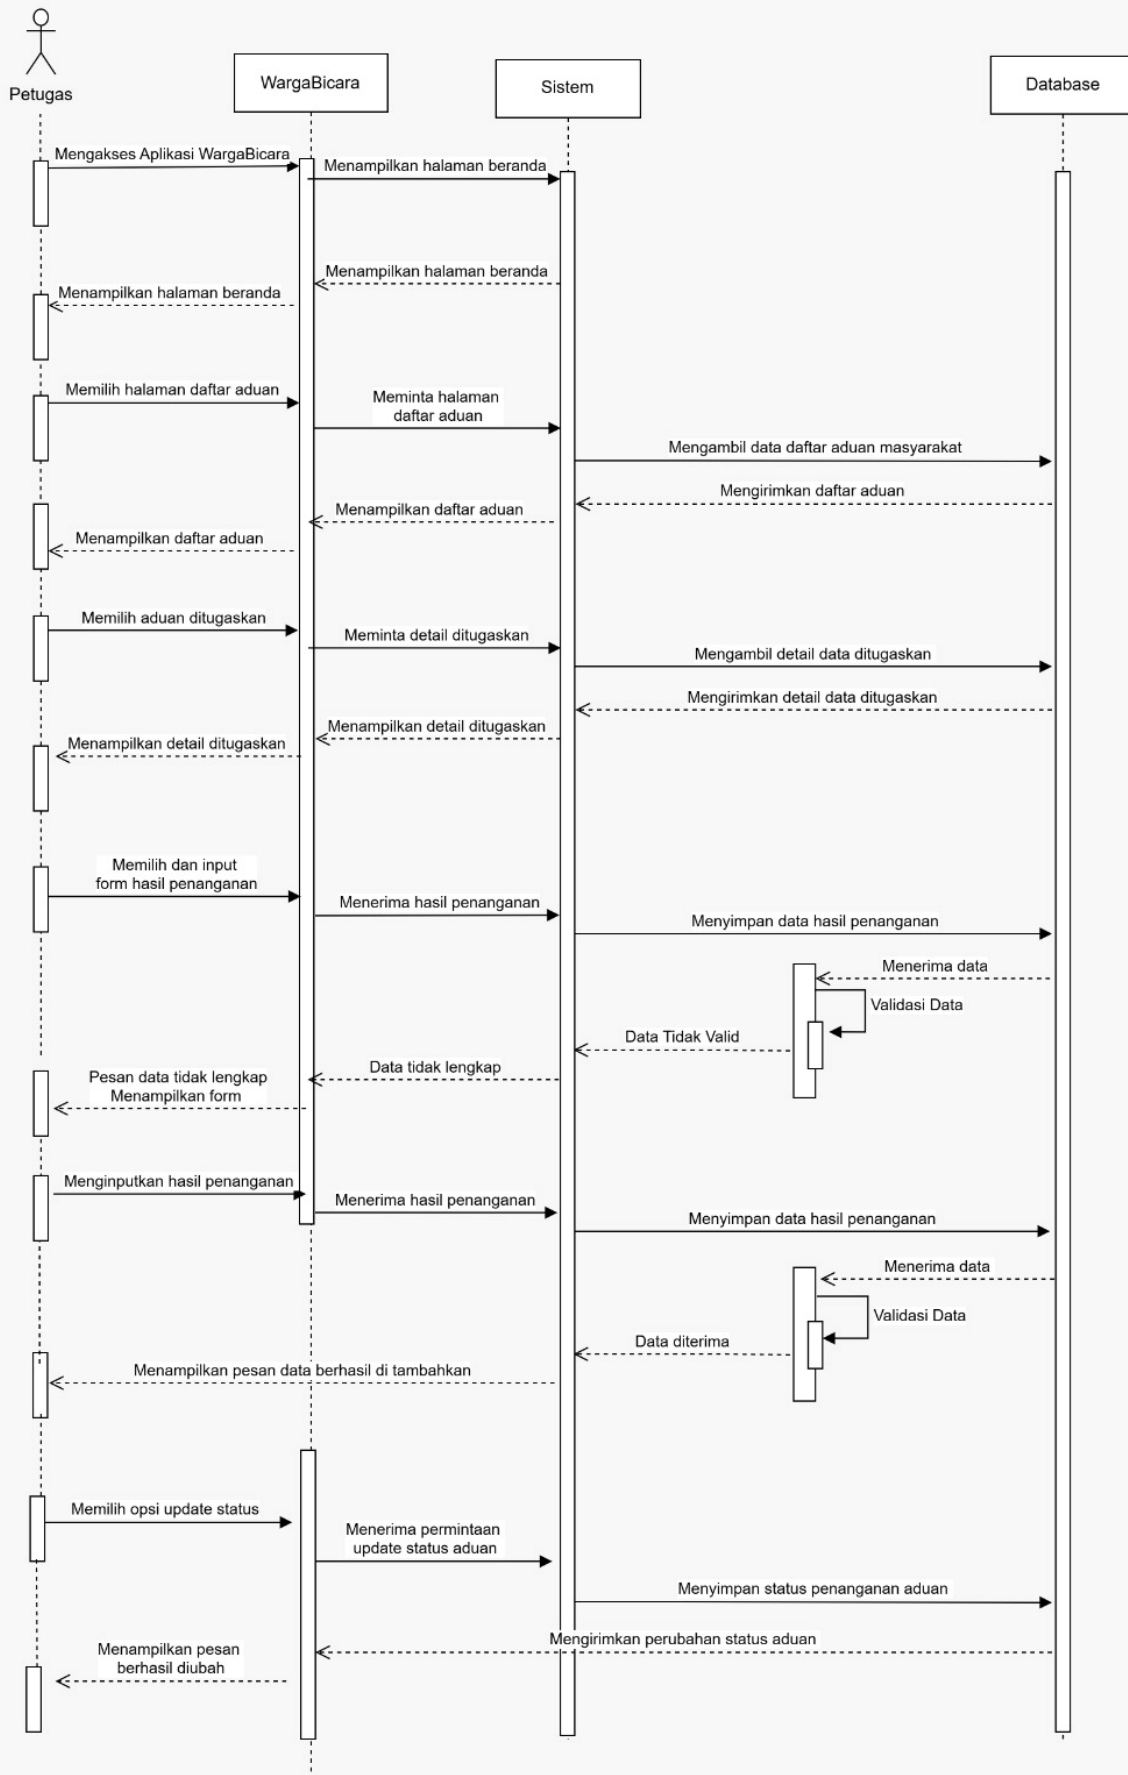 Petugas
WargaBicara
Sistem
Database
Mengakses Aplikasi WargaBicara
Menampilkan halaman beranda
Menampilkan halaman beranda
Menampilkan halaman beranda
Memilih halaman daftar aduan
Meminta halaman
daftar aduan
Mengambil data daftar aduan masyarakat
Mengirimkan daftar aduan
Menampilkan daftar aduan
Menampilkan daftar aduan
Memilih aduan ditugaskan
Meminta detail ditugaskan
Mengambil detail data ditugaskan
Mengirimkan detail data ditugaskan
Menampilkan detail ditugaskan
Menampilkan detail ditugaskan
Memilih dan input
form hasil penanganan
Menerima hasil penanganan
Menyimpan data hasil penanganan
Menerima data
Validasi Data
Data Tidak Valid
Data tidak lengkap
Pesan data tidak lengkap
Menampilkan form
Menginputkan hasil penanganan
Menerima hasil penanganan
Menyimpan data hasil penanganan
Menerima data
Validasi Data
Data diterima
Menampilkan pesan data berhasil di tambahkan
Memilih opsi update status
Menerima permintaan
update status aduan
Menyimpan status penanganan aduan
Mengirimkan perubahan status aduan
Menampilkan pesan
berhasil diubah